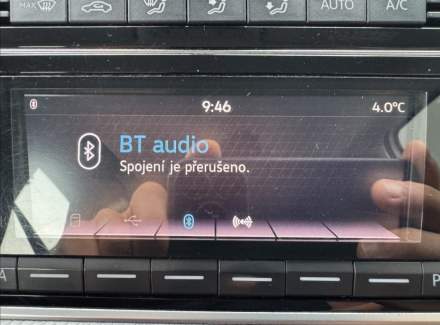 MAX
AUTO
A/C
9:46
4.0°C
BT audio
Spojení je přerušeno.
A
P